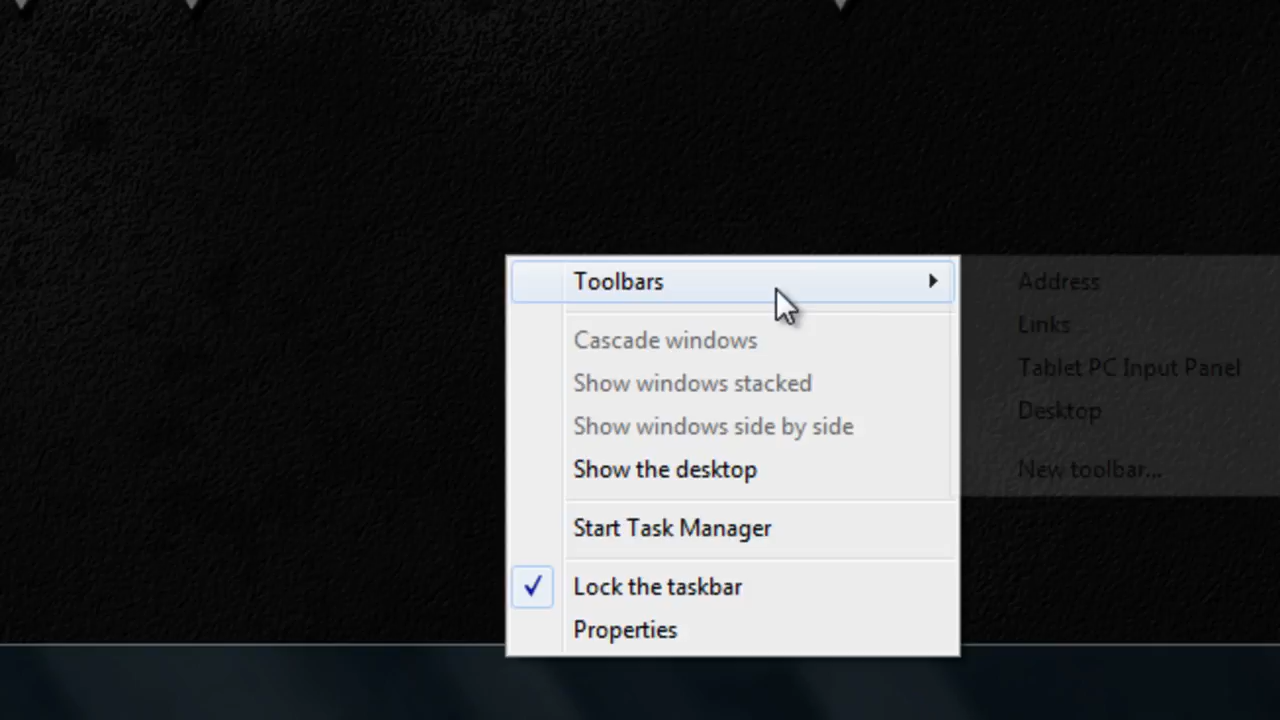 Toolbars
Cascade windows
Show windows stacked
Show windows side by side
Show the desktop
Start Task Manager
Lock the taskbar
Properties
Address
Links
Tablet PC Input Panel
Desktop
New toolbar...